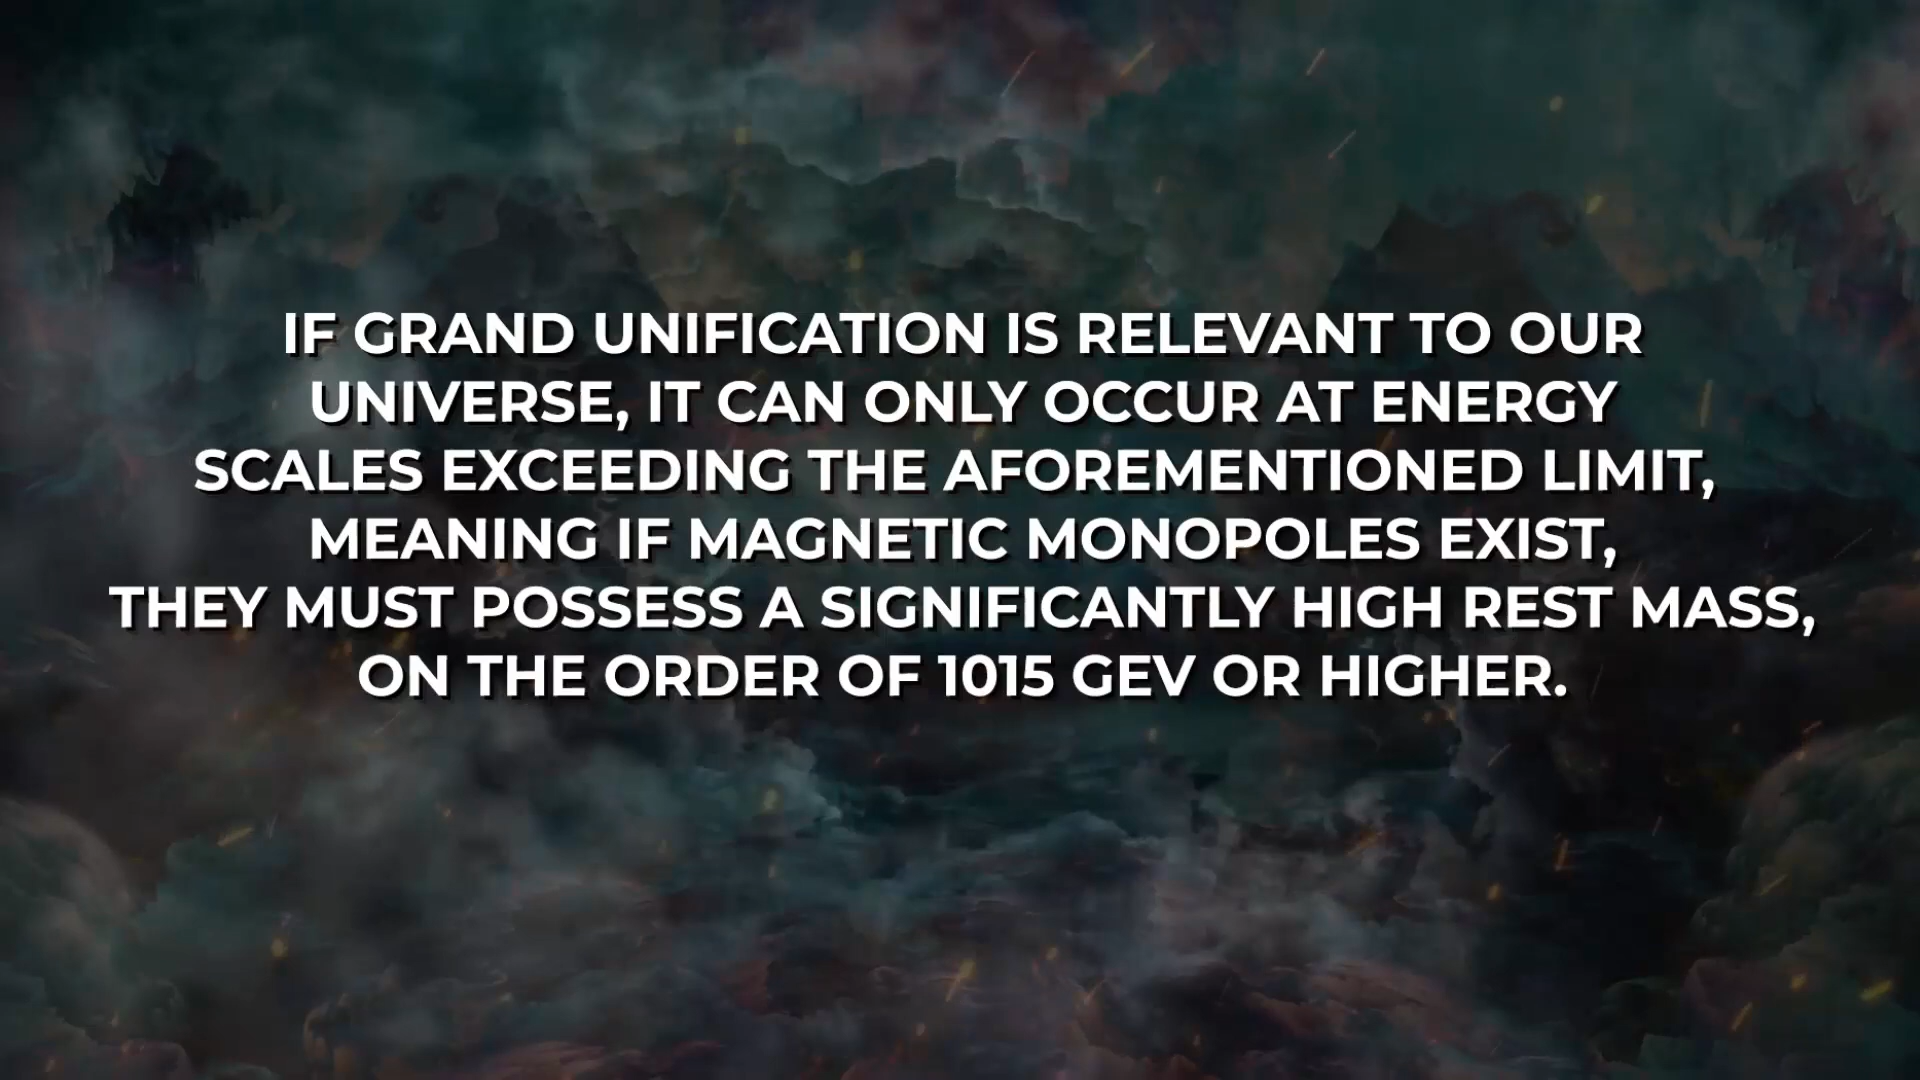 IF GRAND UNIFICATION IS RELEVANT TO OUR
UNIVERSE, IT CAN ONLY OCCUR AT ENERGY
SCALES EXCEEDING THE AFOREMENTIONED LIMIT,
MEANING IF MAGNETIC MONOPOLES EXIST,
THEY MUST POSSESS A SIGNIFICANTLY HIGH REST MASS,
ON THE ORDER OF 1015 GEV OR HIGHER.